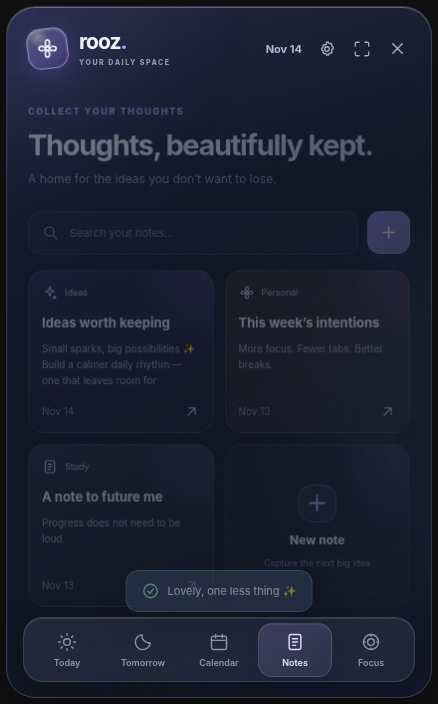 rooz.
YOUR DAILY SPACE
Nov 14
COLLECT YOUR THOUGHTS
Thoughts, beautifully kept.
A home for the ideas you don't want to lose.
Search your notes...
Ideas
Ideas worth keeping
Small sparks, big possibilities ✨
Build a calmer daily rhythm —
one that leaves room for
Nov 14
Personal
This week's intentions
More focus. Fewer tabs. Better
breaks.
Nov 13
Study
A note to future me
Progress does not need to be
loud.
Nov 13
New note
Capture the next big idea
Lovely, one less thing ✨
Today
Tomorrow
Calendar
Notes
Focus